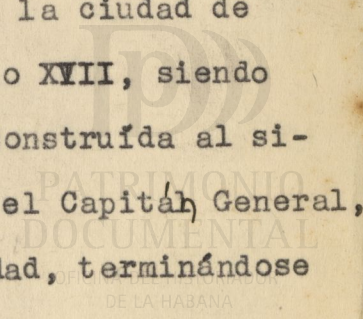 la ciudad de
o XVII, siendo
onstruída al si-
el Capitán General,
dad, terminándose
PATRIMONIO
DOCUMENTAL
OFICINA DEL HISTORIADOR
DE LA HABANA